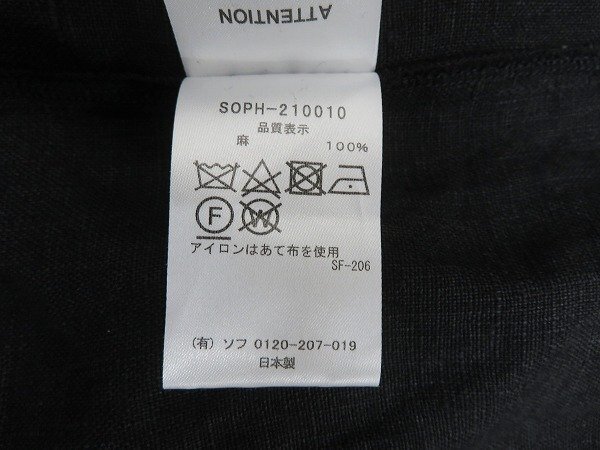 ATTENTION
SOPH-210010
品質表示
麻 100%
F W
アイロンはあて布を使用
SF-206
(有) ソフ 0120-207-019
日本製